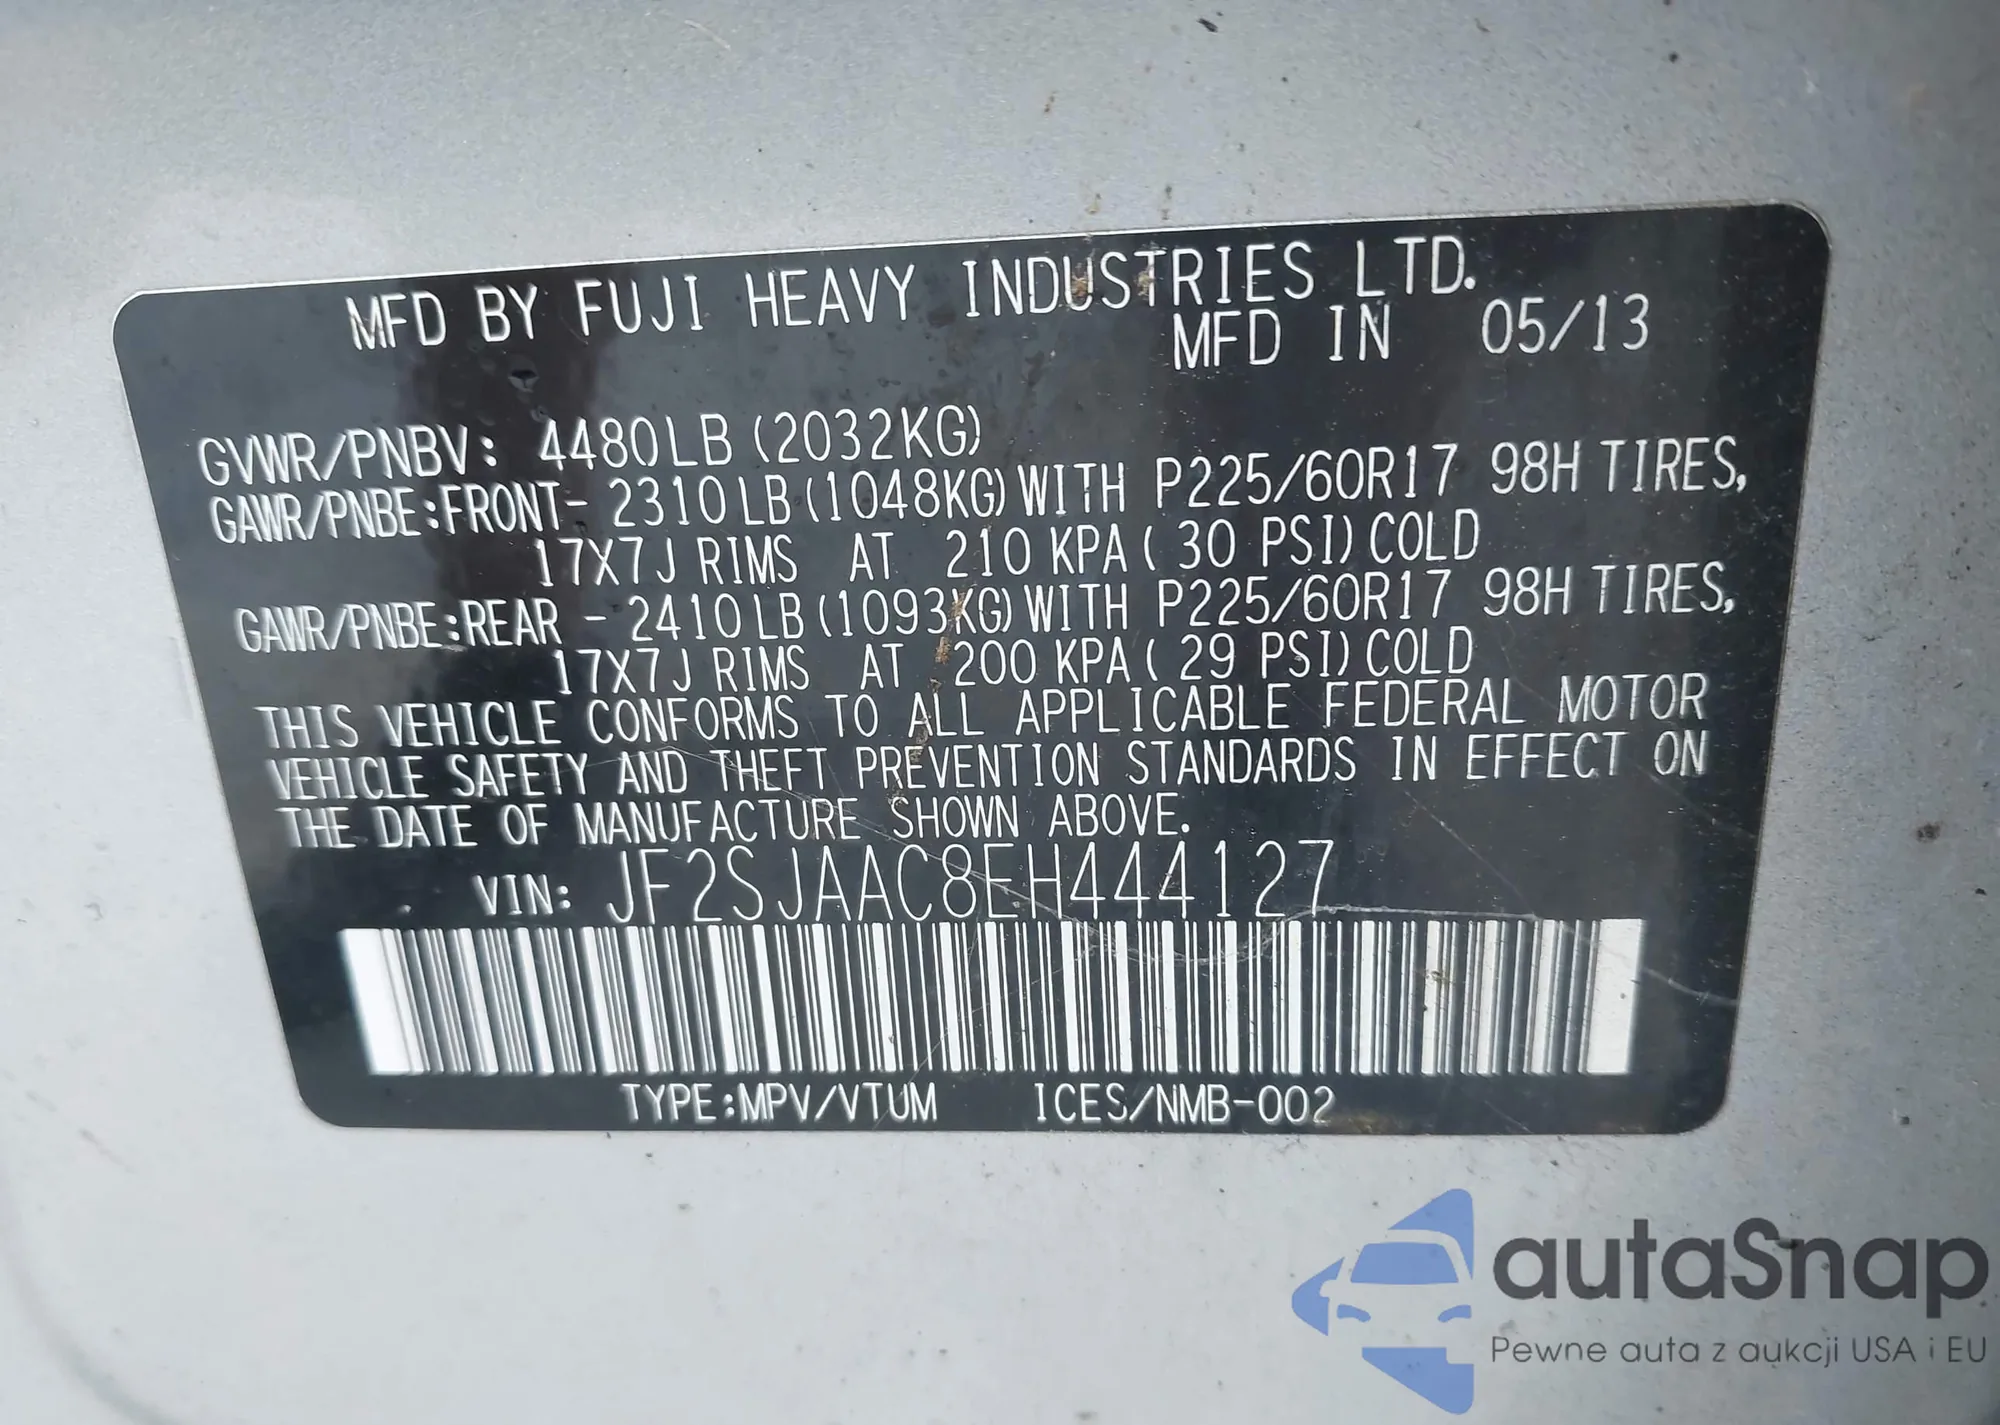 MFD BY FUJI HEAVY INDUSTRIES LTD.
MFD IN 05/13
GVWR/PNBV: 4480LB (2032KG)
GAWR/PNBE:FRONT- 2310LB (1048KG) WITH P225/60R17 98H TIRES,
17X7J RIMS AT 210 KPA ( 30 PSI) COLD
GAWR/PNBE:REAR - 2410LB (1093KG) WITH P225/60R17 98H TIRES,
17X7J RIMS AT 200 KPA ( 29 PSI) COLD
THIS VEHICLE CONFORMS TO ALL APPLICABLE FEDERAL MOTOR
VEHICLE SAFETY AND THEFT PREVENTION STANDARDS IN EFFECT ON
THE DATE OF MANUFACTURE SHOWN ABOVE.
VIN: JF2SJAAC8EH444127
TYPE:MPV/VTUM ICES/NMB-002
autaSnap
Pewne auta z aukcji USA i EU